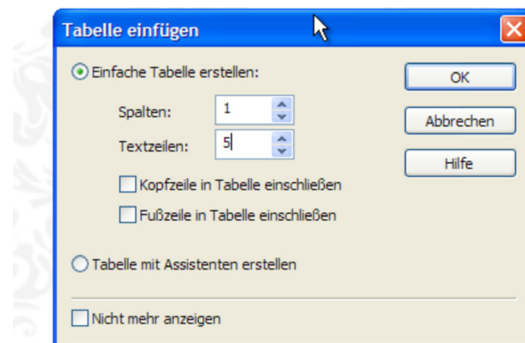 Tabelle einfügen
Einfache Tabelle erstellen:
OK
Spalten: 1
Abbrechen
Textzeilen: 5
Hilfe
Kopfzeile in Tabelle einschließen
Fußzeile in Tabelle einschließen
Tabelle mit Assistenten erstellen
Nicht mehr anzeigen